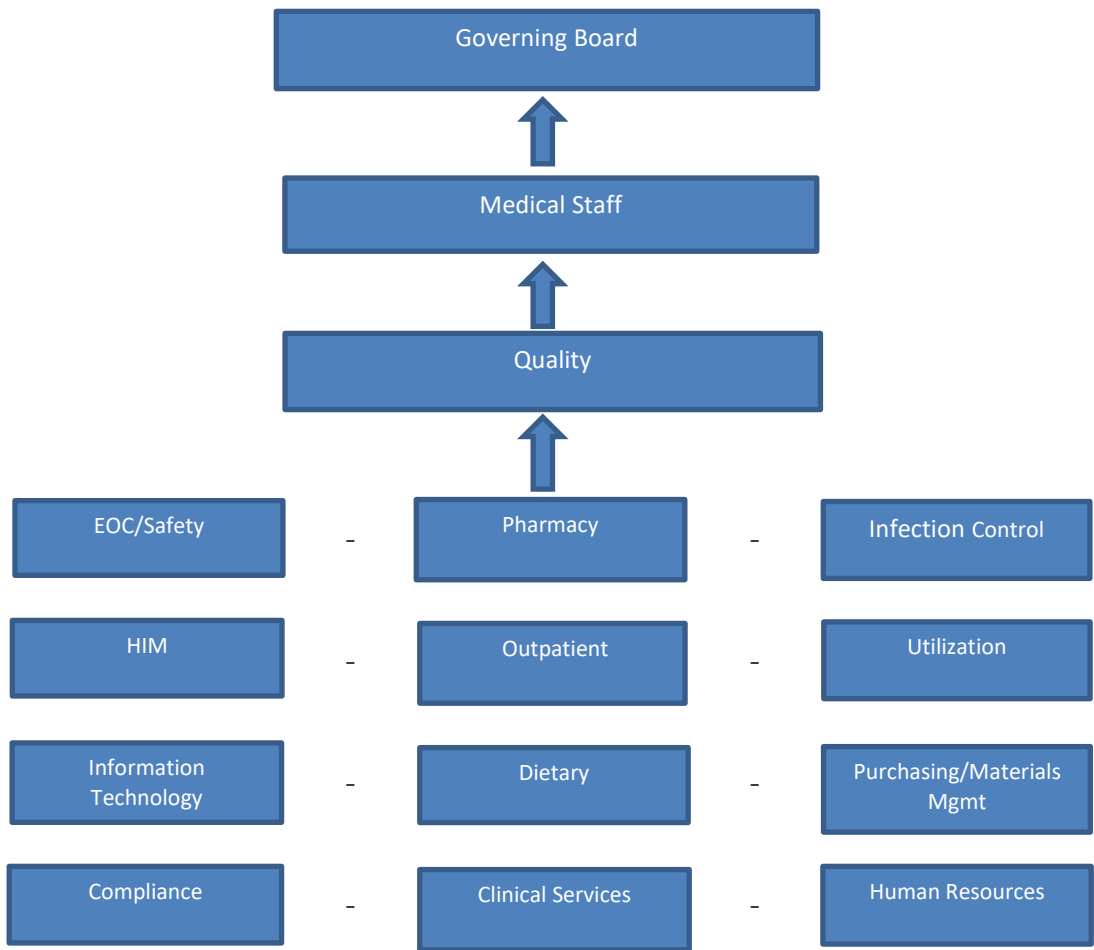 Governing Board
Medical Staff
Quality
EOC/Safety
-
Pharmacy
-
Infection Control
HIM
-
Outpatient
-
Utilization
Information
Technology
-
Dietary
-
Purchasing/Materials
Mgmt
Compliance
-
Clinical Services
-
Human Resources